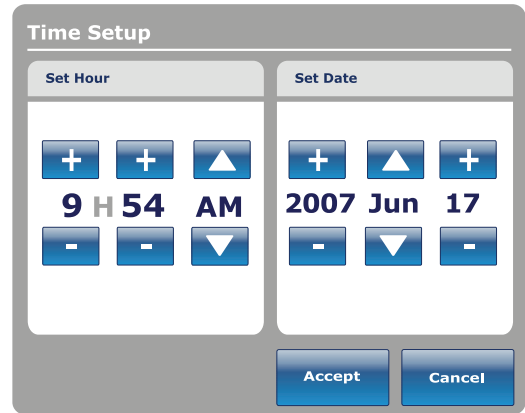 Time Setup
Set Hour
Set Date
+ + + +
9 H 54 AM
2007 Jun 17
- - - -
Accept
Cancel